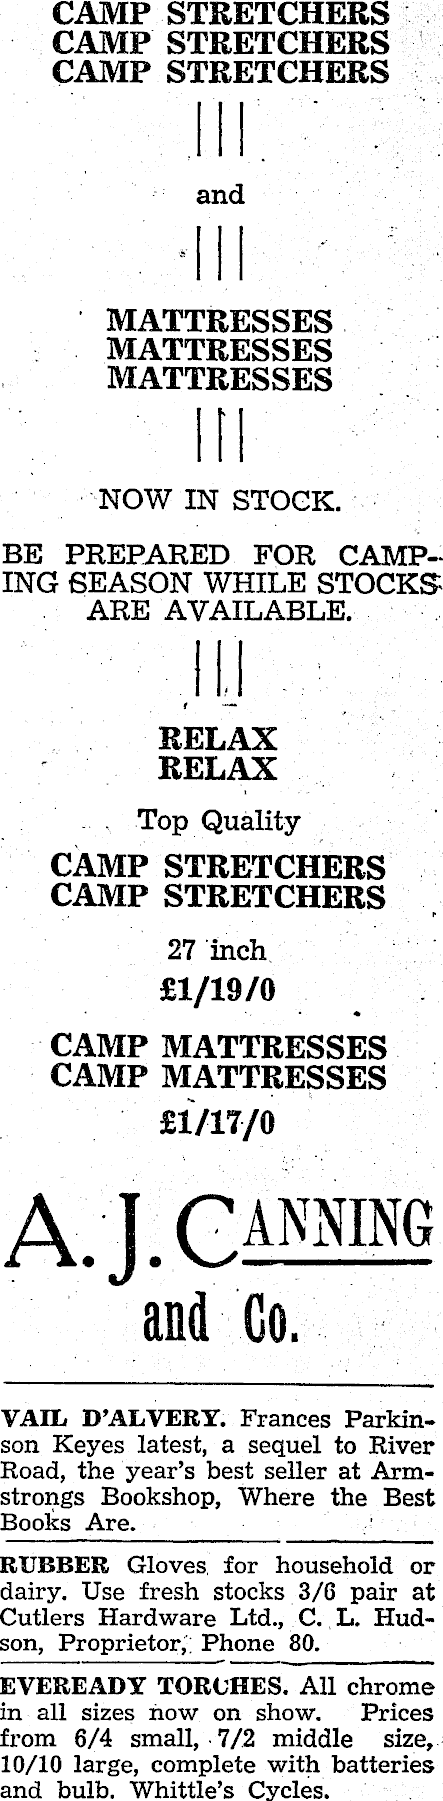 CAMP STRETCHERS
CAMP STRETCHERS
CAMP STRETCHERS
and
MATTRESSES
MATTRESSES
MATTRESSES
NOW IN STOCK.
BE PREPARED FOR CAMP-
ING SEASON WHILE STOCKS
ARE AVAILABLE.
RELAX
RELAX
Top Quality
CAMP STRETCHERS
CAMP STRETCHERS
27 inch
£1/19/0
CAMP MATTRESSES
CAMP MATTRESSES
£1/17/0
A. J. CANNING
and Co.
VAIL D'ALVERY. Frances Parkin-
son Keyes latest, a sequel to River
Road, the year's best seller at Arm-
strongs Bookshop, Where the Best
Books Are.
RUBBER Gloves for household or
dairy. Use fresh stocks 3/6 pair at
Cutlers Hardware Ltd., C. L. Hud-
son, Proprietor, Phone 80.
EVEREADY TORCHES. All chrome
in all sizes now on show. Prices
from 6/4 small, 7/2 middle size,
10/10 large, complete with batteries
and bulb. Whittle's Cycles.